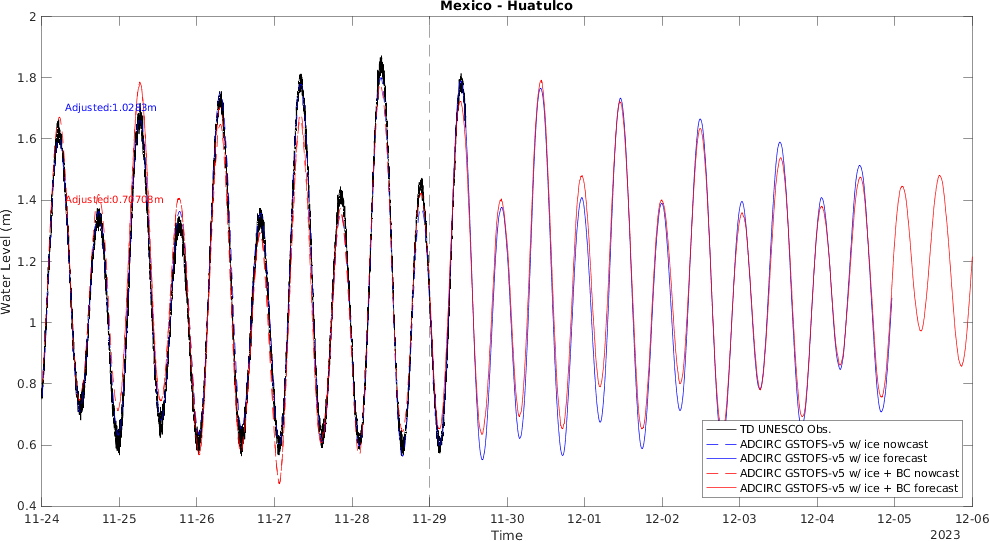 Mexico - Huatulco
2
1.8
1.6
1.4
1.2
1
0.8
0.6
0.4
Water Level (m)
Adjusted:1.0283m
Adjusted:0.70703m
TD UNESCO Obs.
ADCIRC GSTOFS-v5 w/ ice nowcast
ADCIRC GSTOFS-v5 w/ ice forecast
ADCIRC GSTOFS-v5 w/ ice + BC nowcast
ADCIRC GSTOFS-v5 w/ ice + BC forecast
11-24 11-25 11-26 11-27 11-28 11-29 11-30 12-01 12-02 12-03 12-04 12-05 12-06
Time
2023